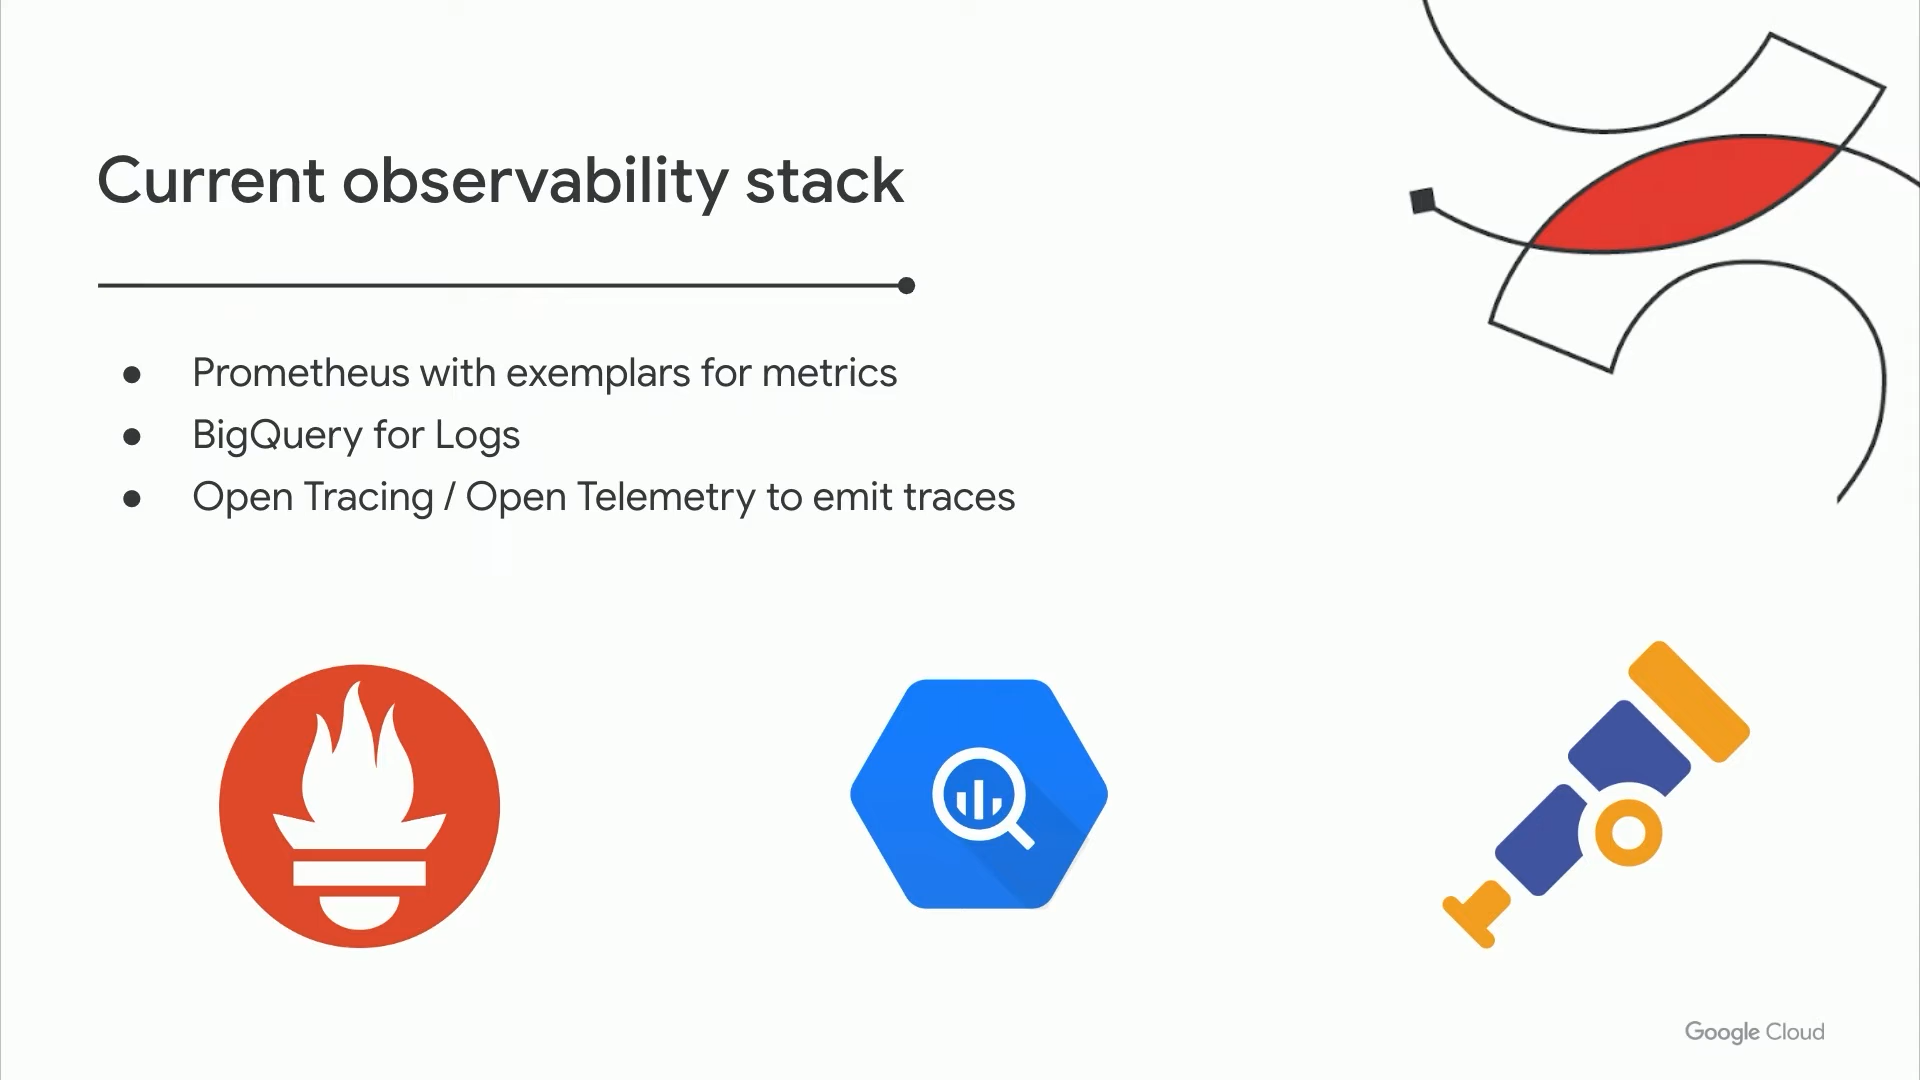 Current observability stack
● Prometheus with exemplars for metrics
● BigQuery for Logs
● Open Tracing / Open Telemetry to emit traces
Google Cloud